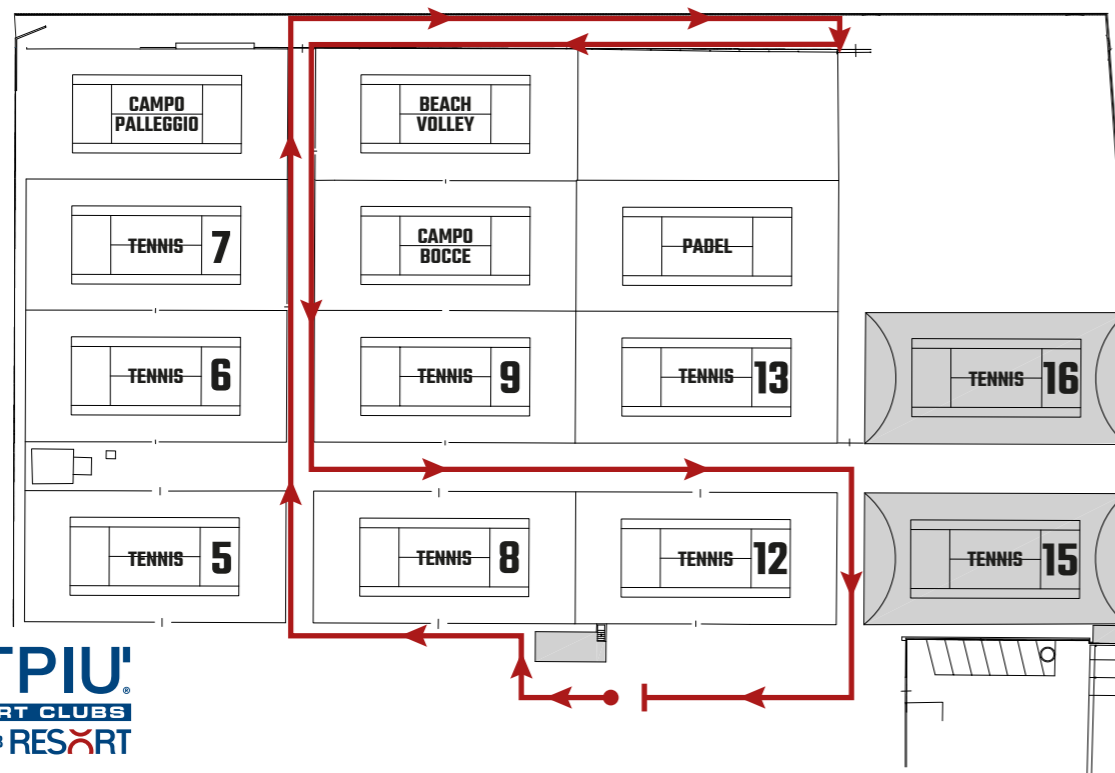 CAMPO
PALLEGGIO
BEACH
VOLLEY
TENNIS 7
CAMPO
BOCCE
PADEL
TENNIS 6
TENNIS 9
TENNIS 13
TENNIS 16
TENNIS 5
TENNIS 8
TENNIS 12
TENNIS 15
TPIU'®
RT CLUBS
RESORT